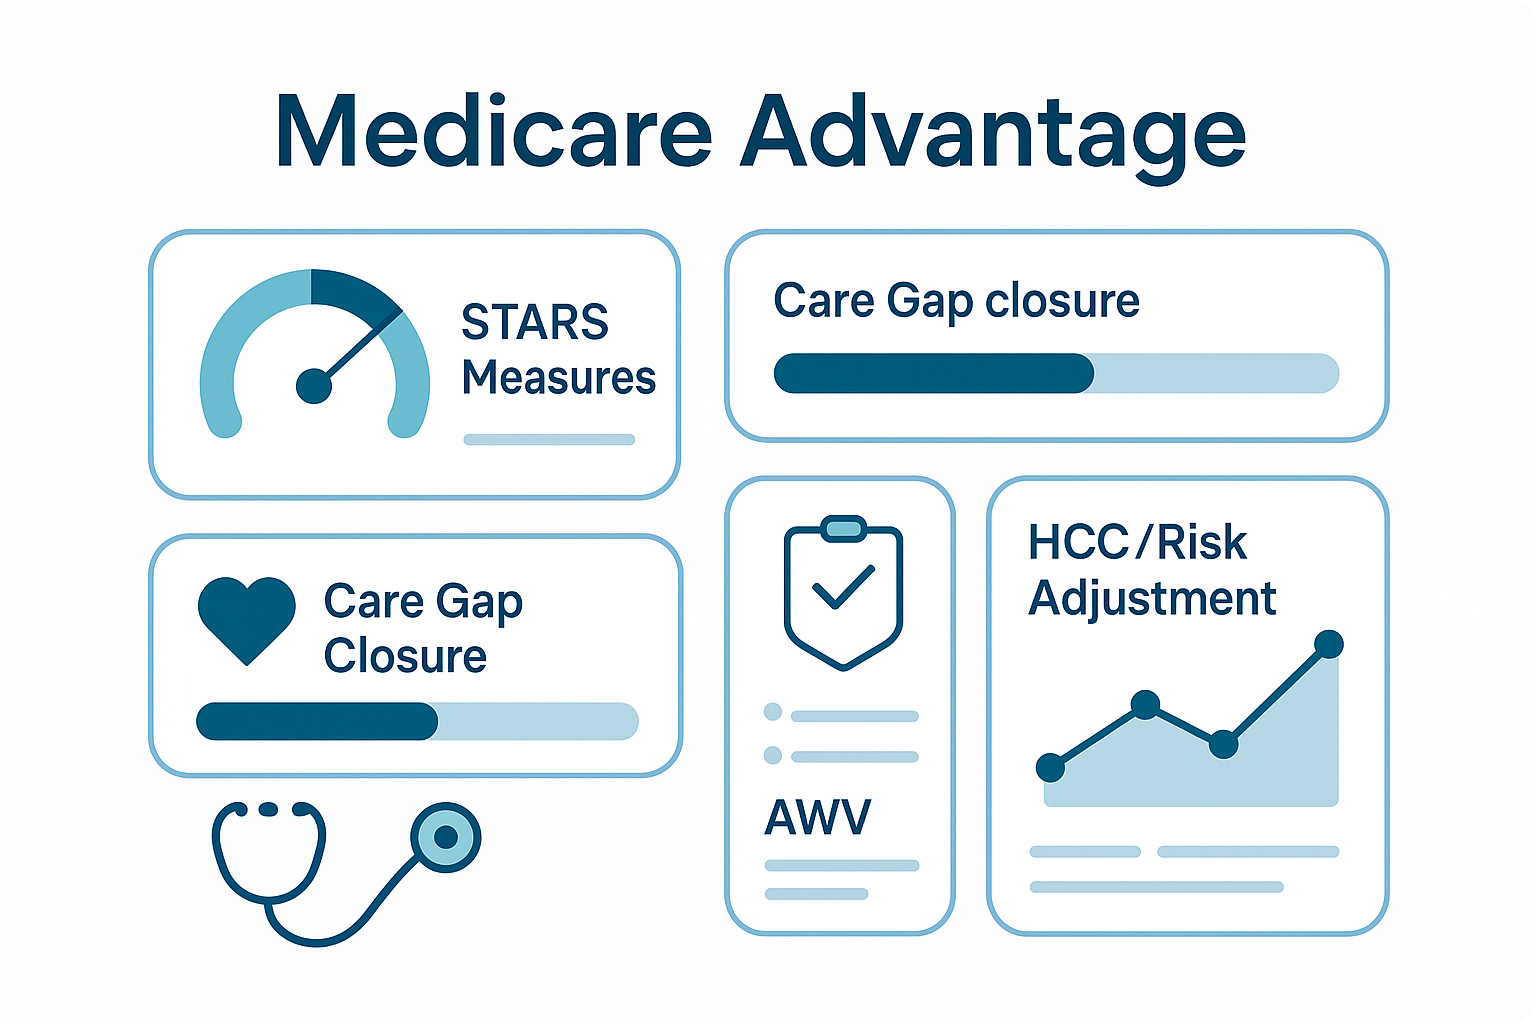 Medicare Advantage
STARS
Measures
Care Gap closure
Care Gap
Closure
AWV
HCC/Risk
Adjustment